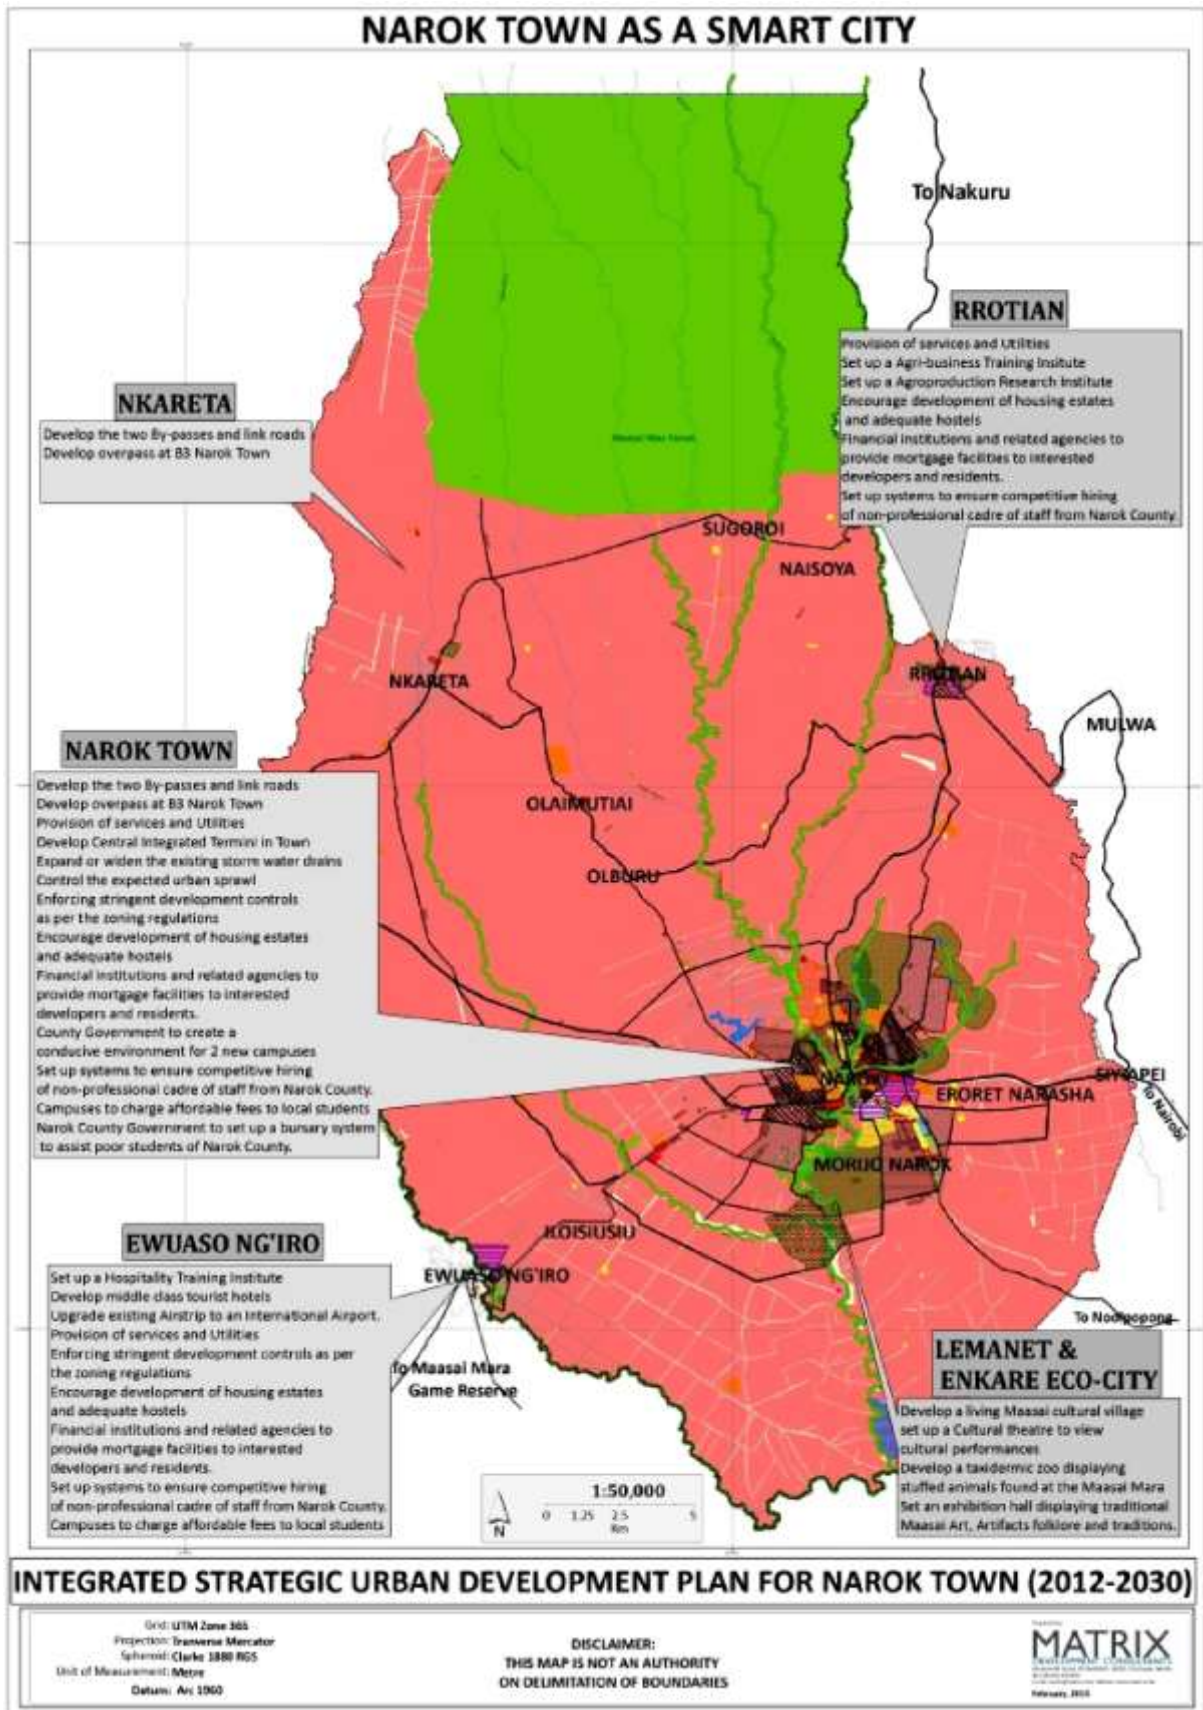 NAROK TOWN AS A SMART CITY
To Nakuru
RROTIAN
Provision of services and Utilities
Set up a Agri-business Training Insitute
Set up a Agroproduction Research Institute
Encourage development of housing estates
and adequate hostels
Financial institutions and related agencies to
provide mortgage facilities to interested
developers and residents.
Set up systems to ensure competitive hiring
of non-professional cadre of staff from Narok County.
NKARETA
Develop the two By-passes and link roads
Develop overpass at B3 Narok Town
SUGOROI
NAISOYA
NKARETA
RROTIAN
MULWA
NAROK TOWN
Develop the two By-passes and link roads
Develop overpass at B3 Narok Town
Provision of services and Utilities
Develop Central Integrated Termini in Town
Expand or widen the existing storm water drains
Control the expected urban sprawl
Enforcing stringent development controls
as per the zoning regulations
Encourage development of housing estates
and adequate hostels
Financial institutions and related agencies to
provide mortgage facilities to interested
developers and residents.
County Government to create a
conducive environment for 2 new campuses
Set up systems to ensure competitive hiring
of non-professional cadre of staff from Narok County.
Campuses to charge affordable fees to local students
Narok County Government to set up a bursary system
to assist poor students of Narok County.
OLAIMUTIAI
OLBURU
NAROK
SIYIAPEI
ERORET NARASHA
To Nairobi
MORIJO NAROK
ILOISIUSIU
EWUASO NG'IRO
EWUASO NG'IRO
Set up a Hospitality Training Institute
Develop middle class tourist hotels
Upgrade existing Airstrip to an International Airport.
Provision of services and Utilities
Enforcing stringent development controls as per
the zoning regulations
Encourage development of housing estates
and adequate hostels
Financial institutions and related agencies to
provide mortgage facilities to interested
developers and residents.
Set up systems to ensure competitive hiring
of non-professional cadre of staff from Narok County.
Campuses to charge affordable fees to local students
To Maasai Mara
Game Reserve
To Nodipopong
LEMANET &
ENKARE ECO-CITY
Develop a living Maasai cultural village
set up a Cultural theatre to view
cultural performances
Develop a taxidermic zoo displaying
stuffed animals found at the Maasai Mara
Set an exhibition hall displaying traditional
Maasai Art, Artifacts folklore and traditions.
1:50,000
0 1.25 2.5 5
Km
N
INTEGRATED STRATEGIC URBAN DEVELOPMENT PLAN FOR NAROK TOWN (2012-2030)
Grid: UTM Zone 36S
Projection: Tranverse Mercator
Spheroid: Clarke 1880 RGS
Unit of Measurement: Metre
Datum: Arc 1960
DISCLAIMER:
THIS MAP IS NOT AN AUTHORITY
ON DELIMITATION OF BOUNDARIES
MATRIX
DEVELOPMENT CONSULTANTS